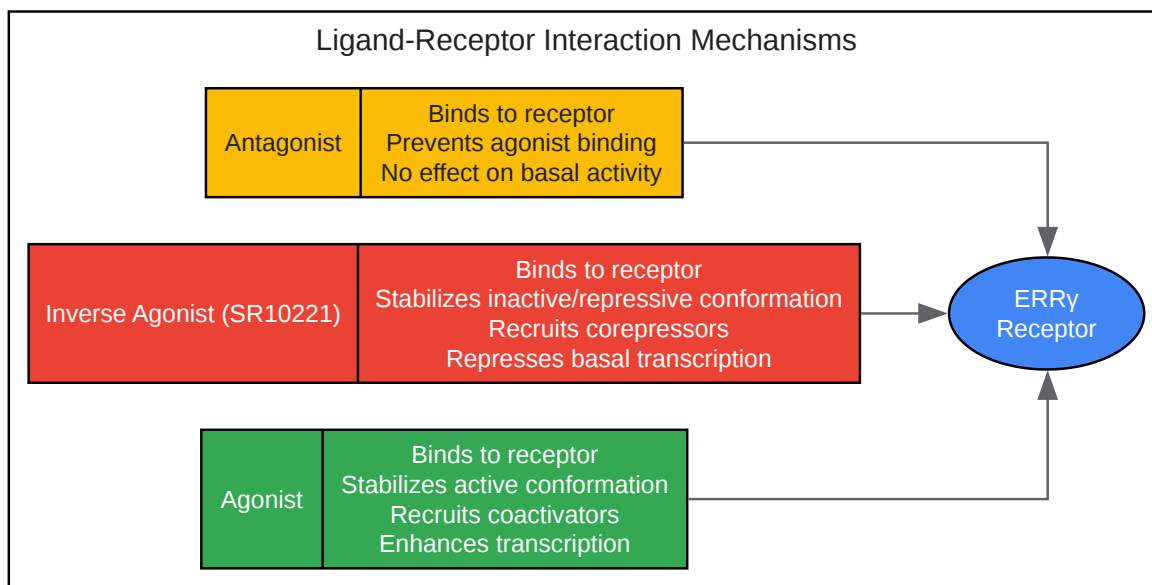 Ligand-Receptor Interaction Mechanisms
Antagonist
Binds to receptor
Prevents agonist binding
No effect on basal activity
Inverse Agonist (SR10221)
Binds to receptor
Stabilizes inactive/repressive conformation
Recruits corepressors
Represses basal transcription
ERRγ
Receptor
Agonist
Binds to receptor
Stabilizes active conformation
Recruits coactivators
Enhances transcription